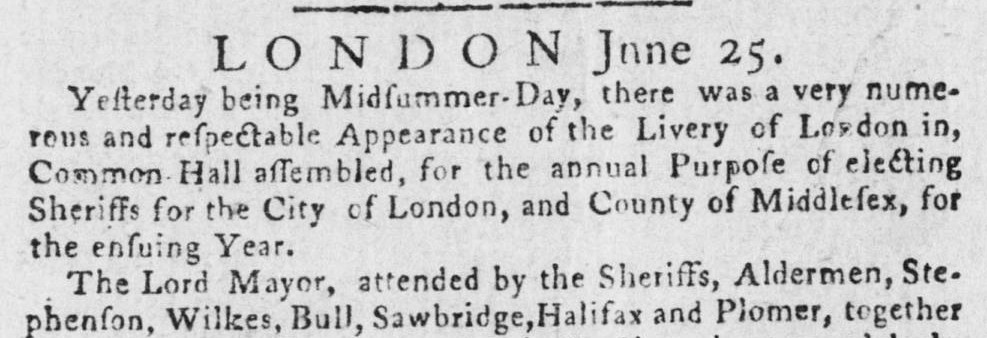 LONDON June 25.
Yeſterday being Midſummer-Day, there was a very nume-
rous and reſpectable Appearance of the Livery of London in,
Common-Hall aſſembled, for the annual Purpoſe of electing
Sheriffs for the City of London, and County of Middleſex, for
the enſuing Year.
The Lord Mayor, attended by the Sheriffs, Aldermen, Ste-
phenſon, Wilkes, Bull, Sawbridge, Halifax and Plomer, together